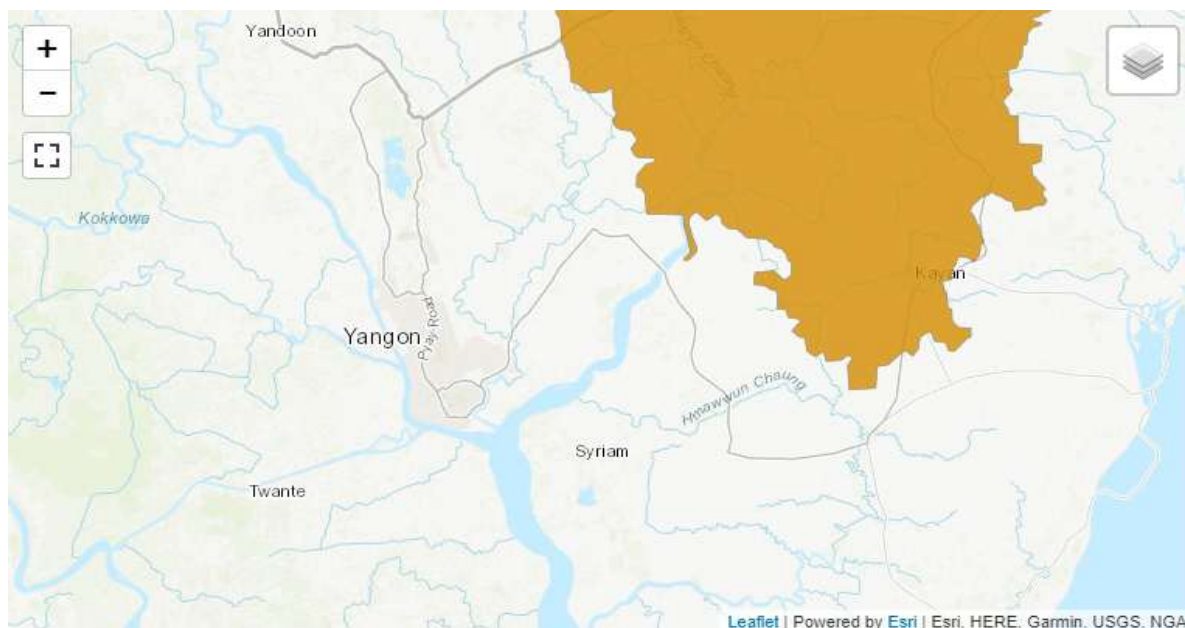 +
−
Yandoon
Kokkowa
Yangon
Pyay Road
Kayan
Hmawwun Chaung
Syriam
Twante
Leaflet | Powered by Esri | Esri, HERE, Garmin, USGS, NGA